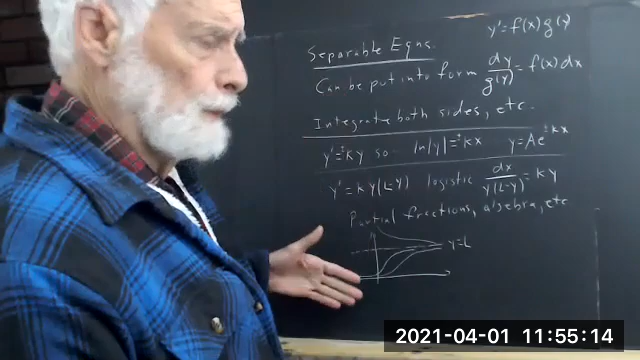 y' = f(x)g(y)
Separable Eqns.
Can be put into form dy/g(y) = f(x)dx
Integrate both sides, etc.
y' = ± ky so ln|y| = ± kx y = Ae^{±kx}
y' = ky(L-y) logistic dx/y(L-y) = ky
Partial fractions, algebra, etc
y=L
2021-04-01 11:55:14